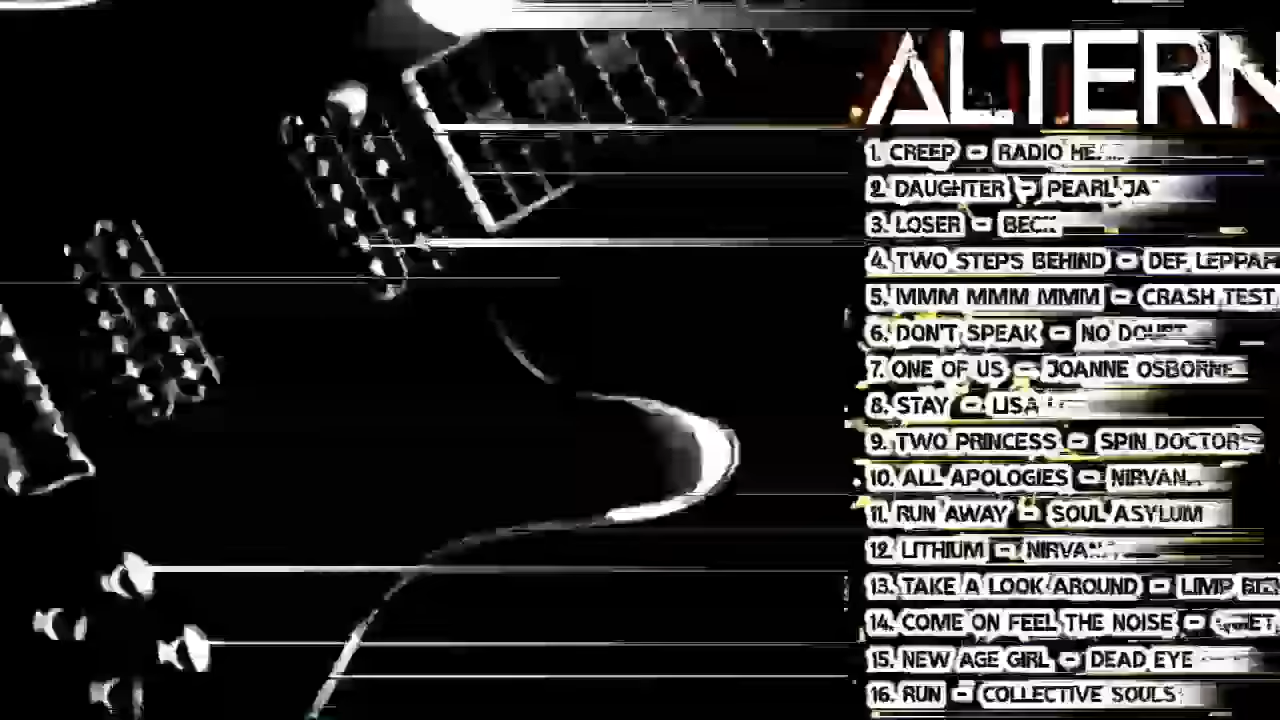 ALTERN
1. CREEP - RADIO HE
2. DAUGHTER - PEARL JA
3. LOSER - BECK
4. TWO STEPS BEHIND - DEF LEPPAR
5. MMM MMM MMM - CRASH TEST
6. DON'T SPEAK - NO DOUBT
7. ONE OF US - JOANNE OSBORNE
8. STAY - LISA
9. TWO PRINCESS - SPIN DOCTORS
10. ALL APOLOGIES - NIRVANA
11. RUN AWAY - SOUL ASYLUM
12. LITHIUM - NIRVANA
13. TAKE A LOOK AROUND - LIMP
14. COME ON FEEL THE NOISE -
15. NEW AGE GIRL - DEAD EYE
16. RUN - COLLECTIVE SOULS